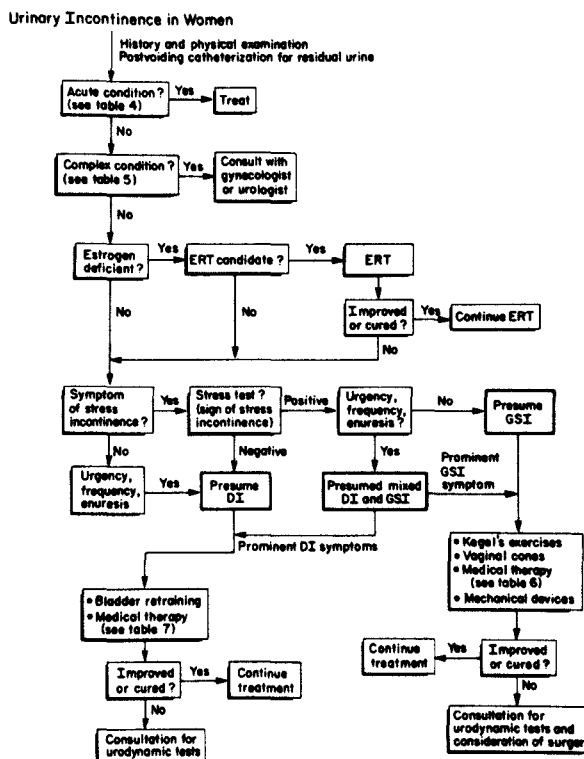 Urinary Incontinence in Women
History and physical examination
Postvoiding catheterization for residual urine
Acute condition?
(see table 4)
Yes
Treat
No
Complex condition?
(see table 5)
Yes
Consult with
gynecologist
or urologist
No
Estrogen
deficient?
Yes
ERT candidate?
Yes
ERT
No
No
Improved
or cured?
Yes
Continue ERT
No
Symptom
of stress
incontinence?
Yes
Stress test?
(sign of stress
incontinence)
Positive
Urgency,
frequency,
enuresis?
No
Presume
GSI
No
Negative
Yes
Prominent
GSI
symptom
Urgency,
frequency,
enuresis
Yes
Presume
DI
Presumed mixed
DI and GSI
Prominent DI symptoms
• Kegel's exercises
• Vaginal cones
• Medical therapy
(see table 6)
• Mechanical devices
• Bladder retraining
• Medical therapy
(see table 7)
Continue
treatment
Yes
Improved
or cured?
Improved
or cured?
Yes
Continue
treatment
No
No
Consultation for
urodynamic tests
Consultation for
urodynamic tests and
consideration of surger